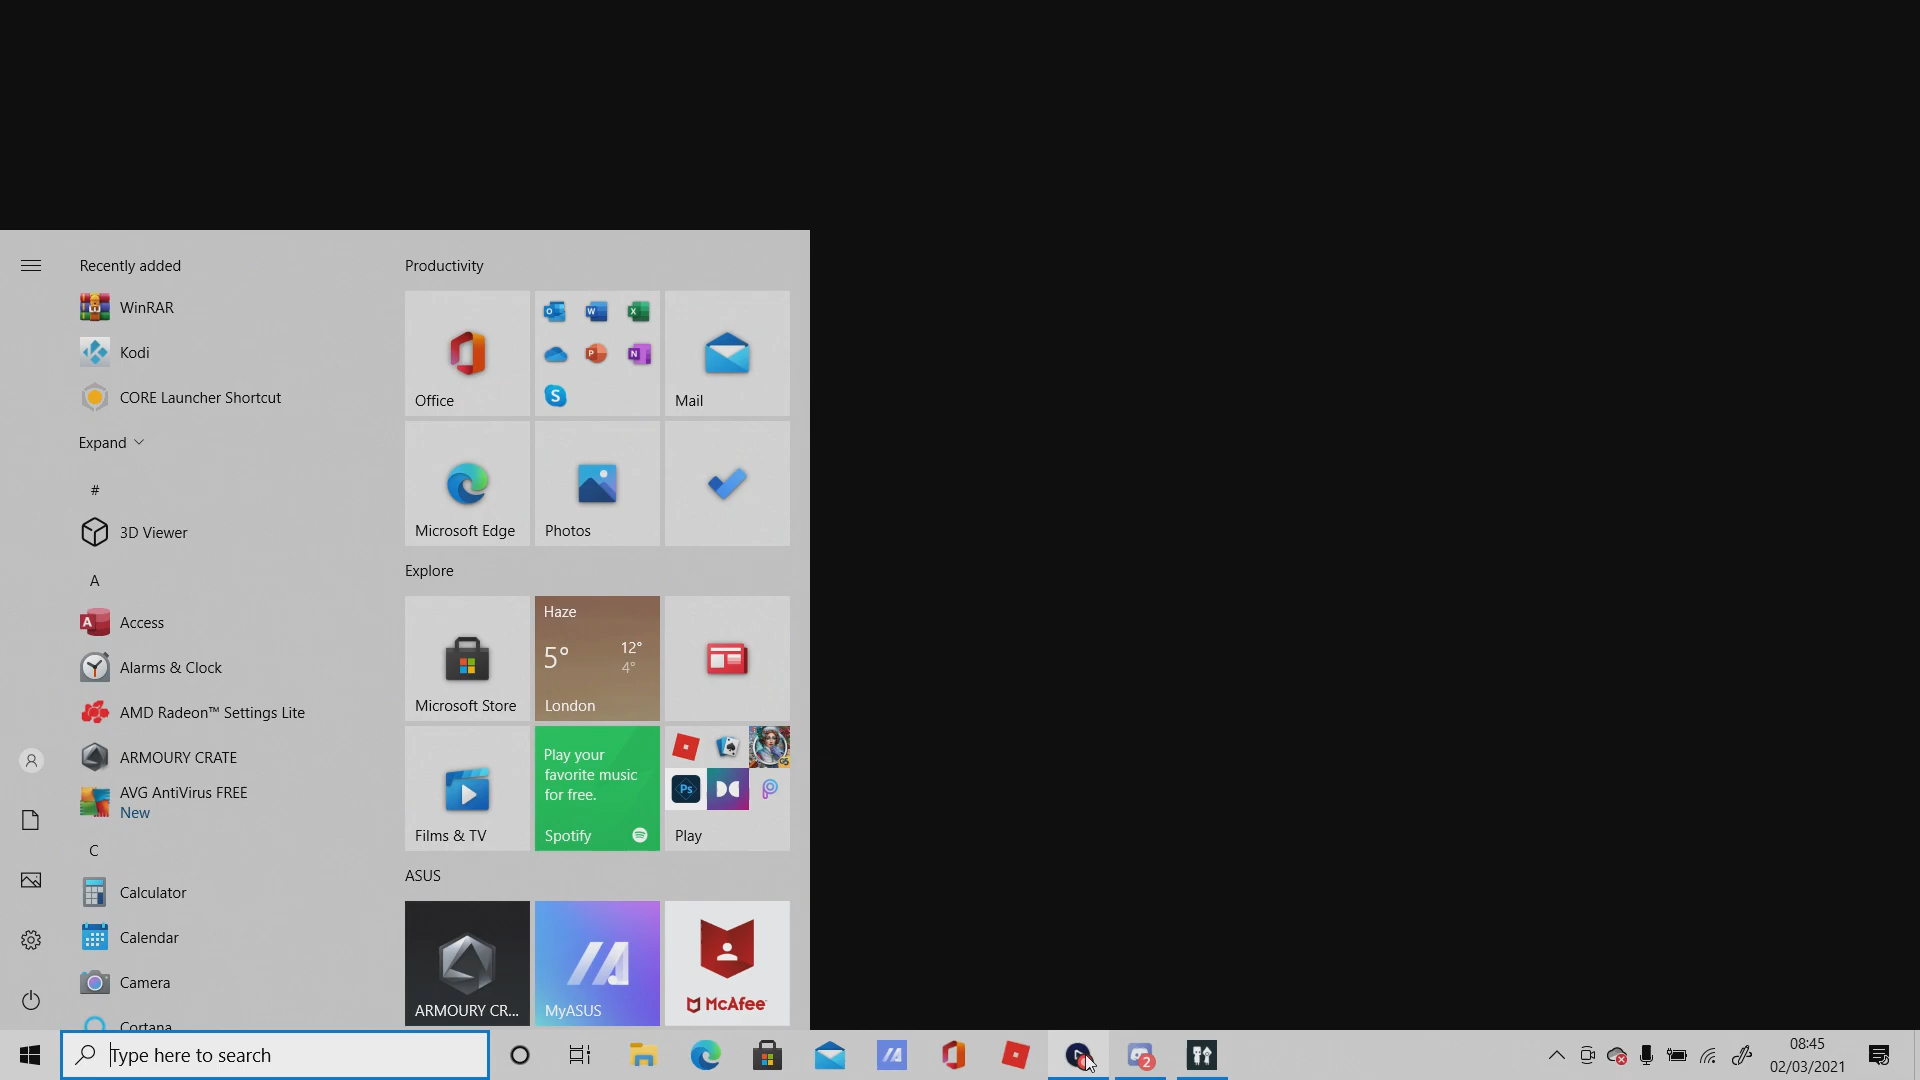 Recently added
WinRAR
Kodi
CORE Launcher Shortcut
Expand
#
3D Viewer
A
Access
Alarms & Clock
AMD Radeon™ Settings Lite
ARMOURY CRATE
AVG AntiVirus FREE
New
C
Calculator
Calendar
Camera
Cortana
Productivity
Office
Mail
Microsoft Edge
Photos
Explore
Microsoft Store
Haze
5° 12°
4°
London
Films & TV
Play your
favorite music
for free.
Spotify
Ps
Play
ASUS
ARMOURY CR...
MyASUS
McAfee
Type here to search
2
08:45
02/03/2021